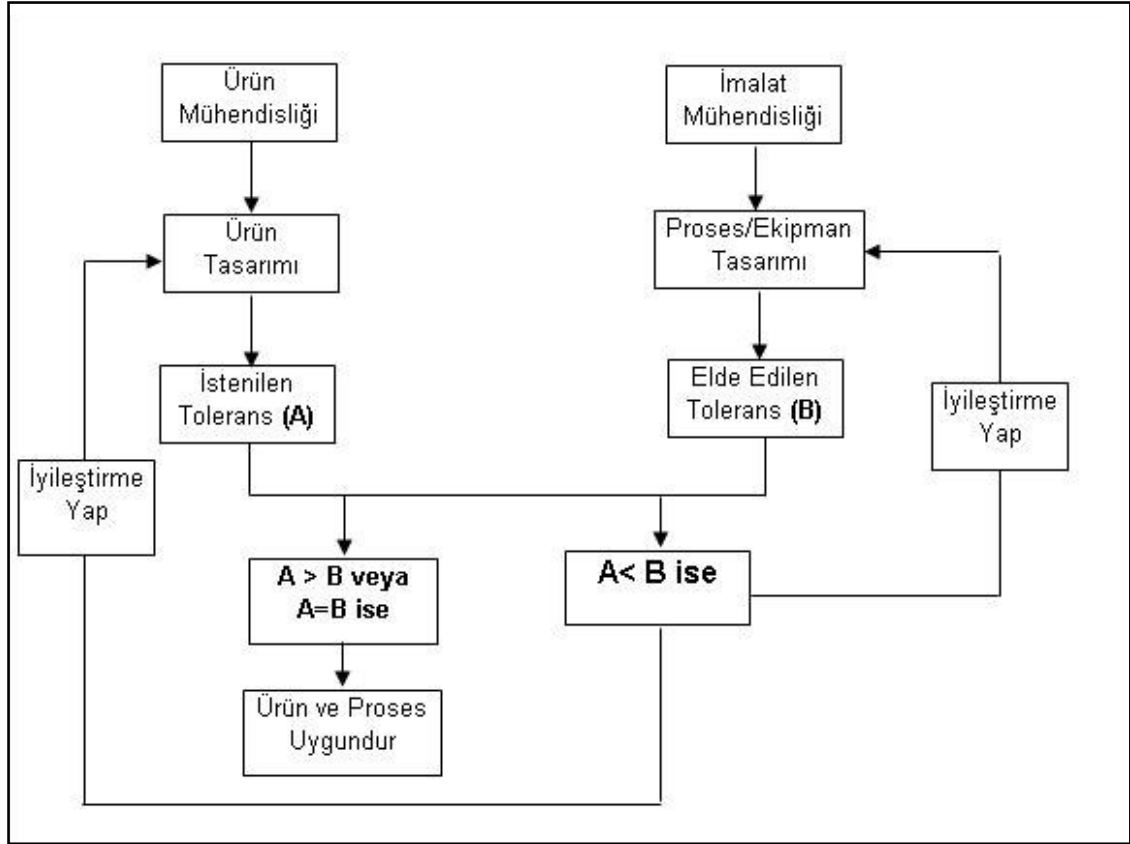 Ürün
Mühendisliği
İmalat
Mühendisliği
Ürün
Tasarımı
Proses/Ekipman
Tasarımı
İstenilen
Tolerans (A)
Elde Edilen
Tolerans (B)
İyileştirme
Yap
İyileştirme
Yap
A > B veya
A=B ise
A< B ise
Ürün ve Proses
Uygundur